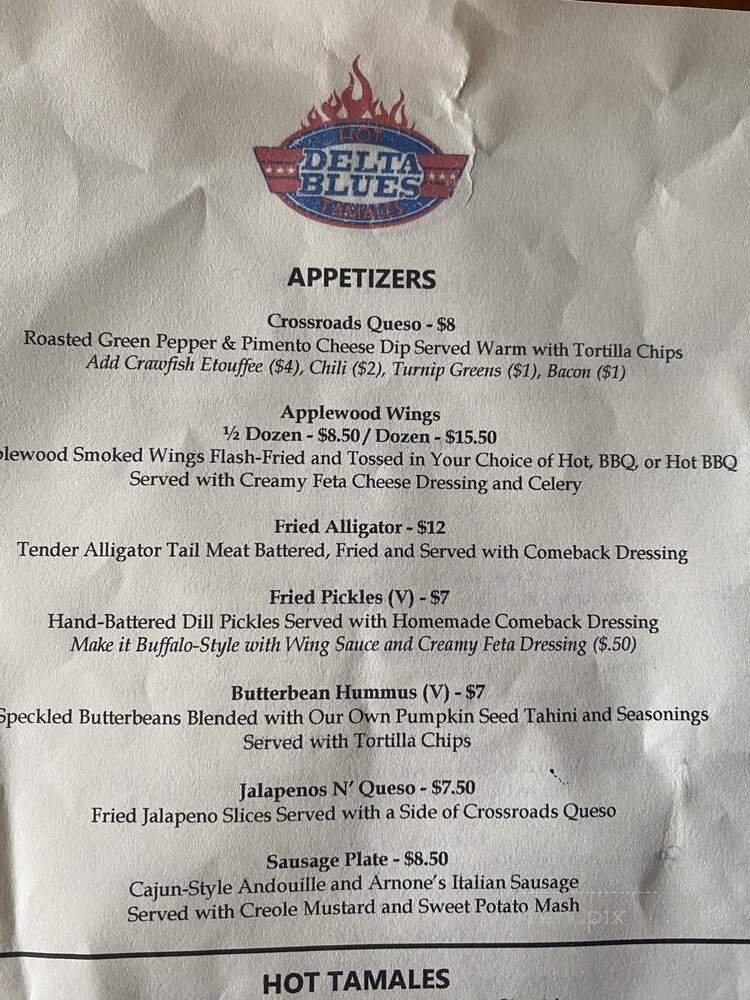 HOT
DELTA
BLUES
TAMALES
APPETIZERS
Crossroads Queso - $8
Roasted Green Pepper & Pimento Cheese Dip Served Warm with Tortilla Chips
Add Crawfish Etouffee ($4), Chili ($2), Turnip Greens ($1), Bacon ($1)
Applewood Wings
½ Dozen - $8.50 / Dozen - $15.50
plewood Smoked Wings Flash-Fried and Tossed in Your Choice of Hot, BBQ, or Hot BBQ
Served with Creamy Feta Cheese Dressing and Celery
Fried Alligator - $12
Tender Alligator Tail Meat Battered, Fried and Served with Comeback Dressing
Fried Pickles (V) - $7
Hand-Battered Dill Pickles Served with Homemade Comeback Dressing
Make it Buffalo-Style with Wing Sauce and Creamy Feta Dressing ($.50)
Butterbean Hummus (V) - $7
Speckled Butterbeans Blended with Our Own Pumpkin Seed Tahini and Seasonings
Served with Tortilla Chips
Jalapenos N' Queso - $7.50
Fried Jalapeno Slices Served with a Side of Crossroads Queso
Sausage Plate - $8.50
Cajun-Style Andouille and Arnone's Italian Sausage
Served with Creole Mustard and Sweet Potato Mash
HOT TAMALES